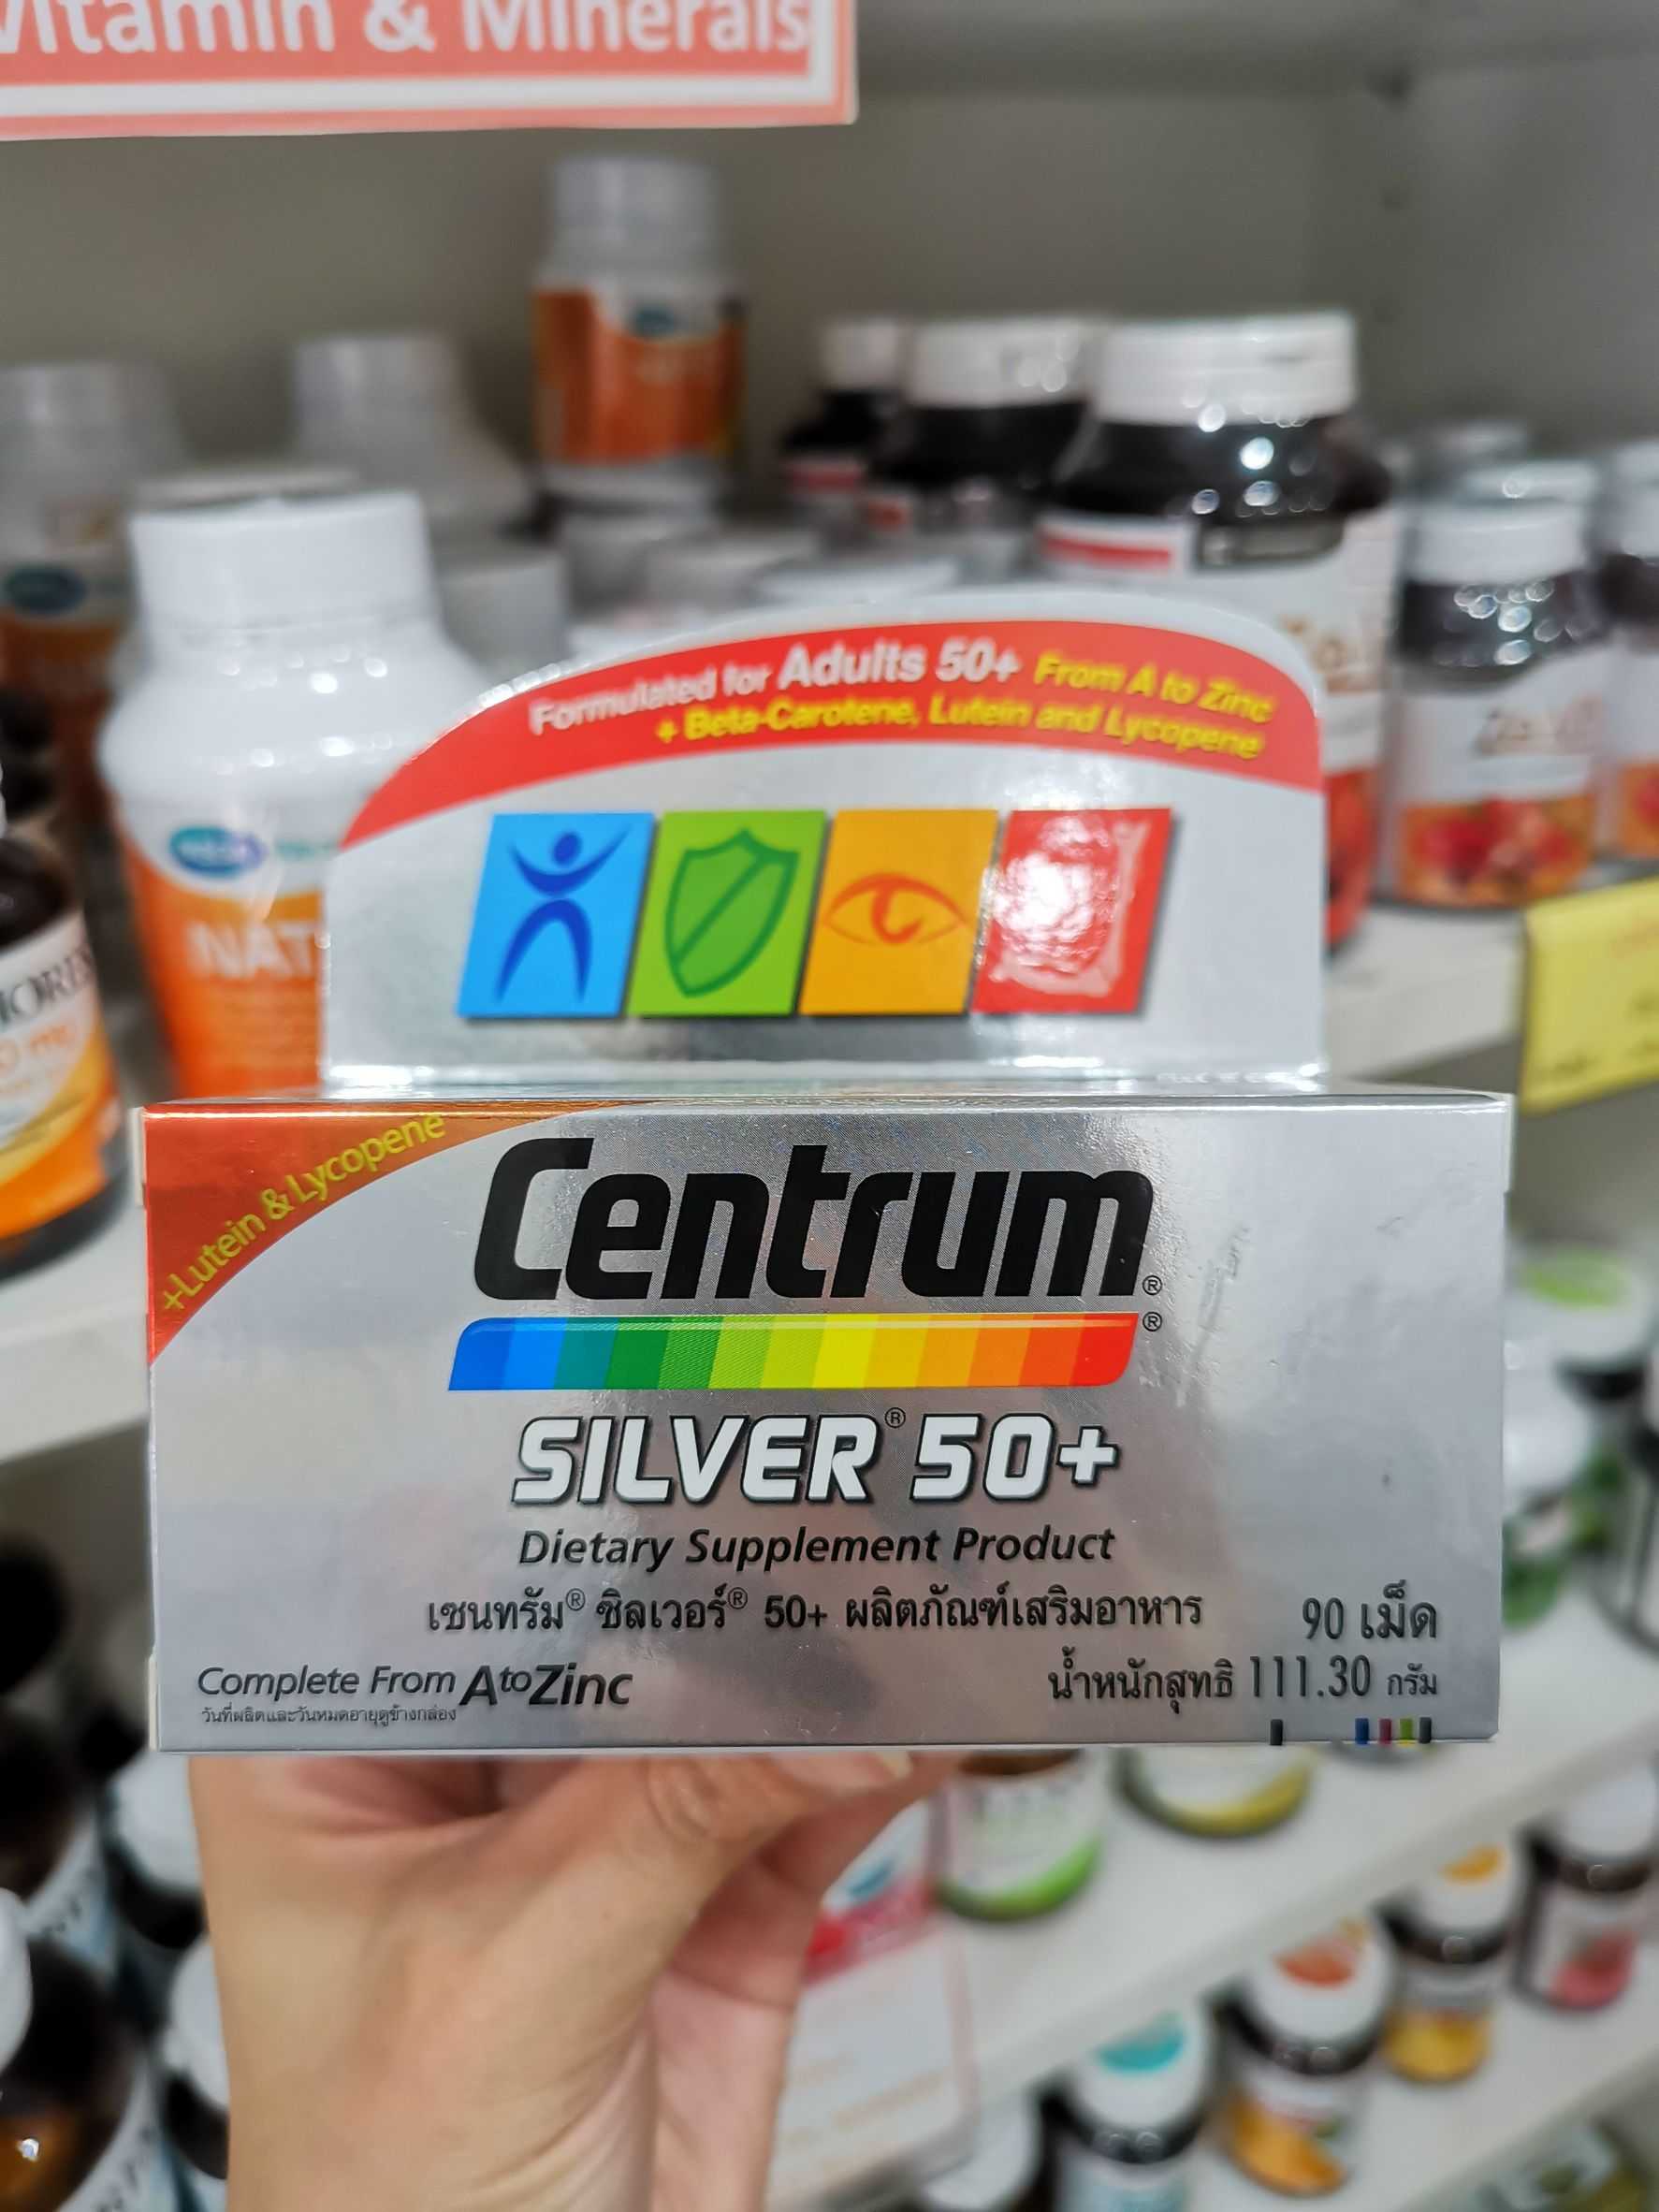 Vitamin & Minerals
Formulated for Adults 50+ From A to Zinc
+ Beta-Carotene, Lutein and Lycopene
+Lutein & Lycopene
Centrum®
®
SILVER® 50+
Dietary Supplement Product
เซนทรัม® ซิลเวอร์® 50+ ผลิตภัณฑ์เสริมอาหาร
90 เม็ด
Complete From A to Zinc
น้ำหนักสุทธิ 111.30 กรัม
วันที่ผลิตและวันหมดอายุดูข้างกล่อง
NAT